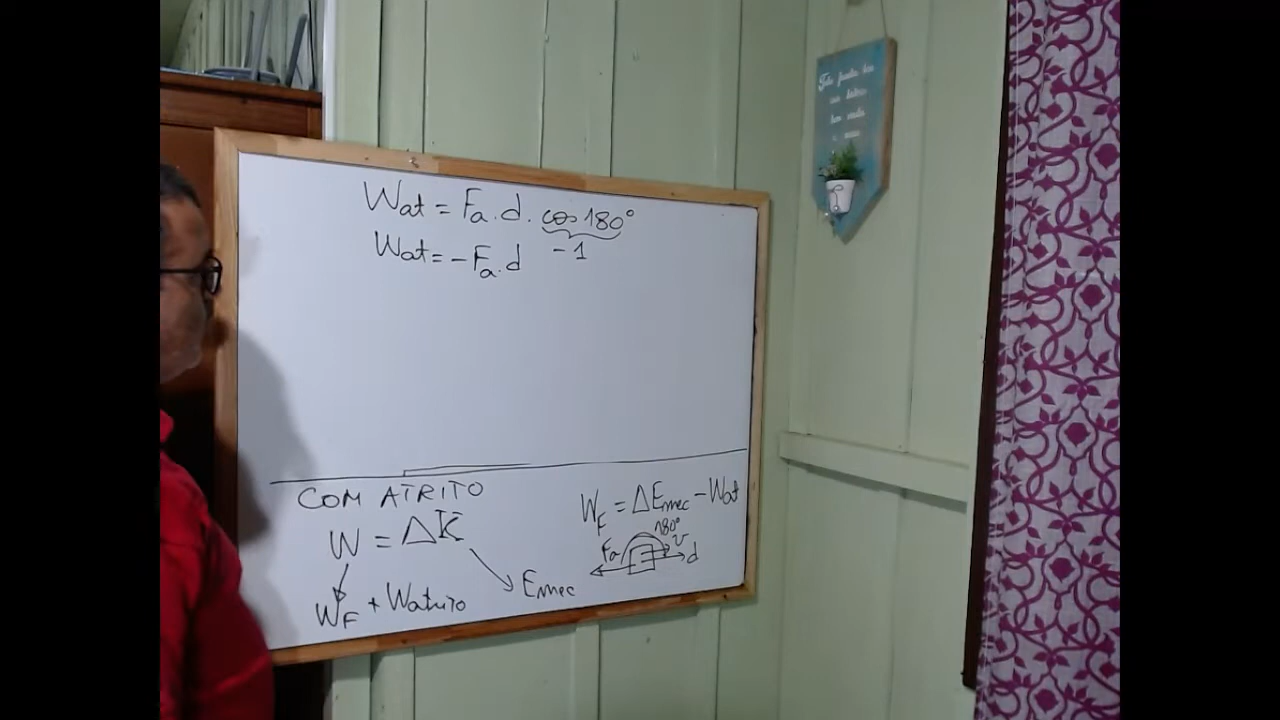 Wat = Fa . d . cos 180°
Wat = - Fa . d
- 1
COM ATRITO
W = ΔK
Emec
WF + Watrito
WF = ΔEmec - Wat
180°
Fa
v
d